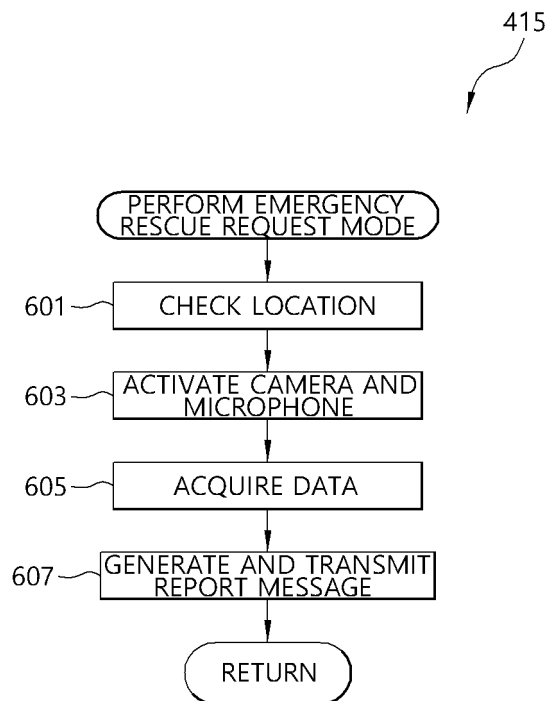 415
PERFORM EMERGENCY
RESCUE REQUEST MODE
601
CHECK LOCATION
603
ACTIVATE CAMERA AND
MICROPHONE
605
ACQUIRE DATA
607
GENERATE AND TRANSMIT
REPORT MESSAGE
RETURN